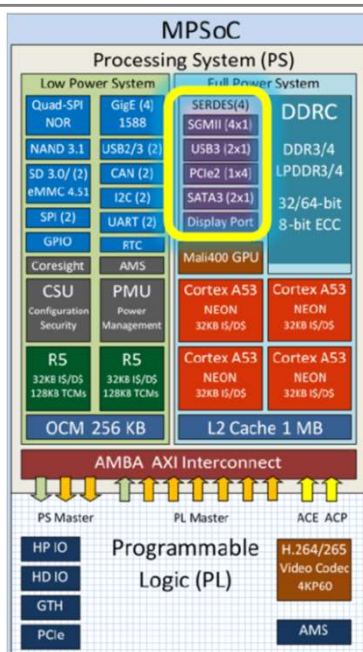 MPSoC
Processing System (PS)
Low Power System
Full Power System
Quad-SPI
NOR
GigE (4)
1588
NAND 3.1
USB2/3 (2)
SD 3.0/ (2)
eMMC 4.51
CAN (2)
I2C (2)
SPI (2)
UART (2)
GPIO
RTC
Coresight
AMS
SERDES(4)
SGMII (4x1)
USB3 (2x1)
PCIe2 (1x4)
SATA3 (2x1)
Display Port
DDRC
DDR3/4
LPDDR3/4
32/64-bit
8-bit ECC
Mali400 GPU
CSU
Configuration
Security
PMU
Power
Management
Cortex A53
NEON
32KB I$/D$
Cortex A53
NEON
32KB I$/D$
R5
32KB I$/D$
128KB TCMs
R5
32KB I$/D$
128KB TCMs
Cortex A53
NEON
32KB I$/D$
Cortex A53
NEON
32KB I$/D$
OCM 256 KB
L2 Cache 1 MB
AMBA AXI Interconnect
PS Master
PL Master
ACE ACP
HP IO
HD IO
GTH
PCIe
Programmable
Logic (PL)
H.264/265
Video Codec
4KP60
AMS